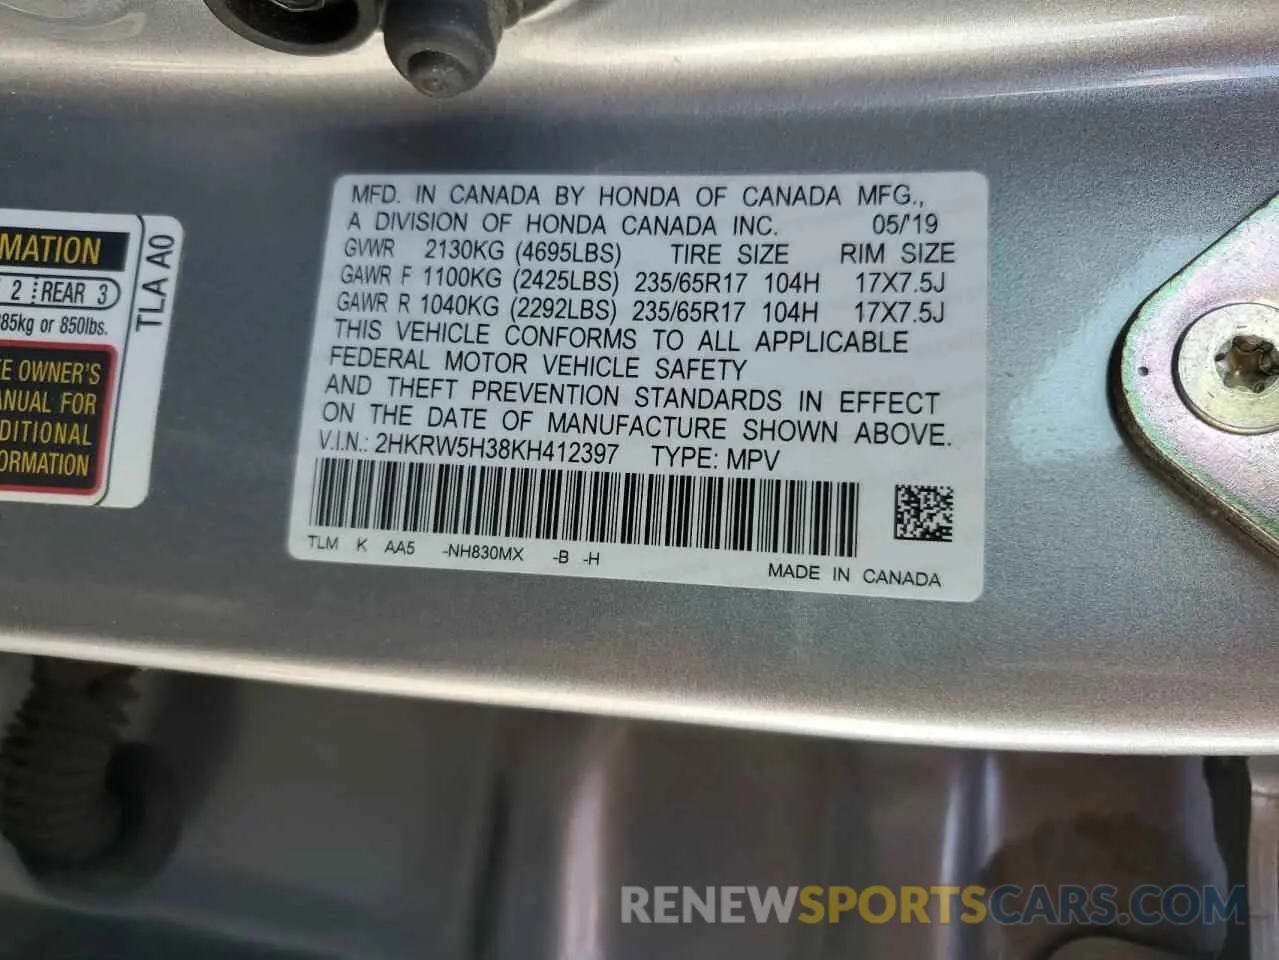 MFD. IN CANADA BY HONDA OF CANADA MFG.,
A DIVISION OF HONDA CANADA INC. 05/'19
GVWR 2130KG (4695LBS) TIRE SIZE RIM SIZE
GAWR F 1100KG (2425LBS) 235/65R17 104H 17X7.5J
GAWR R 1040KG (2292LBS) 235/65R17 104H 17X7.5J
THIS VEHICLE CONFORMS TO ALL APPLICABLE
FEDERAL MOTOR VEHICLE SAFETY
AND THEFT PREVENTION STANDARDS IN EFFECT
ON THE DATE OF MANUFACTURE SHOWN ABOVE.
V.I.N.: 2HKRW5H38KH412397 TYPE: MPV
TLM K AA5 -NH830MX -B -H
MADE IN CANADA
MATION
2 REAR 3
85kg or 850lbs.
E OWNER'S
ANUAL FOR
DITIONAL
FORMATION
TLA A0
RENEWSPORTSCARS.COM